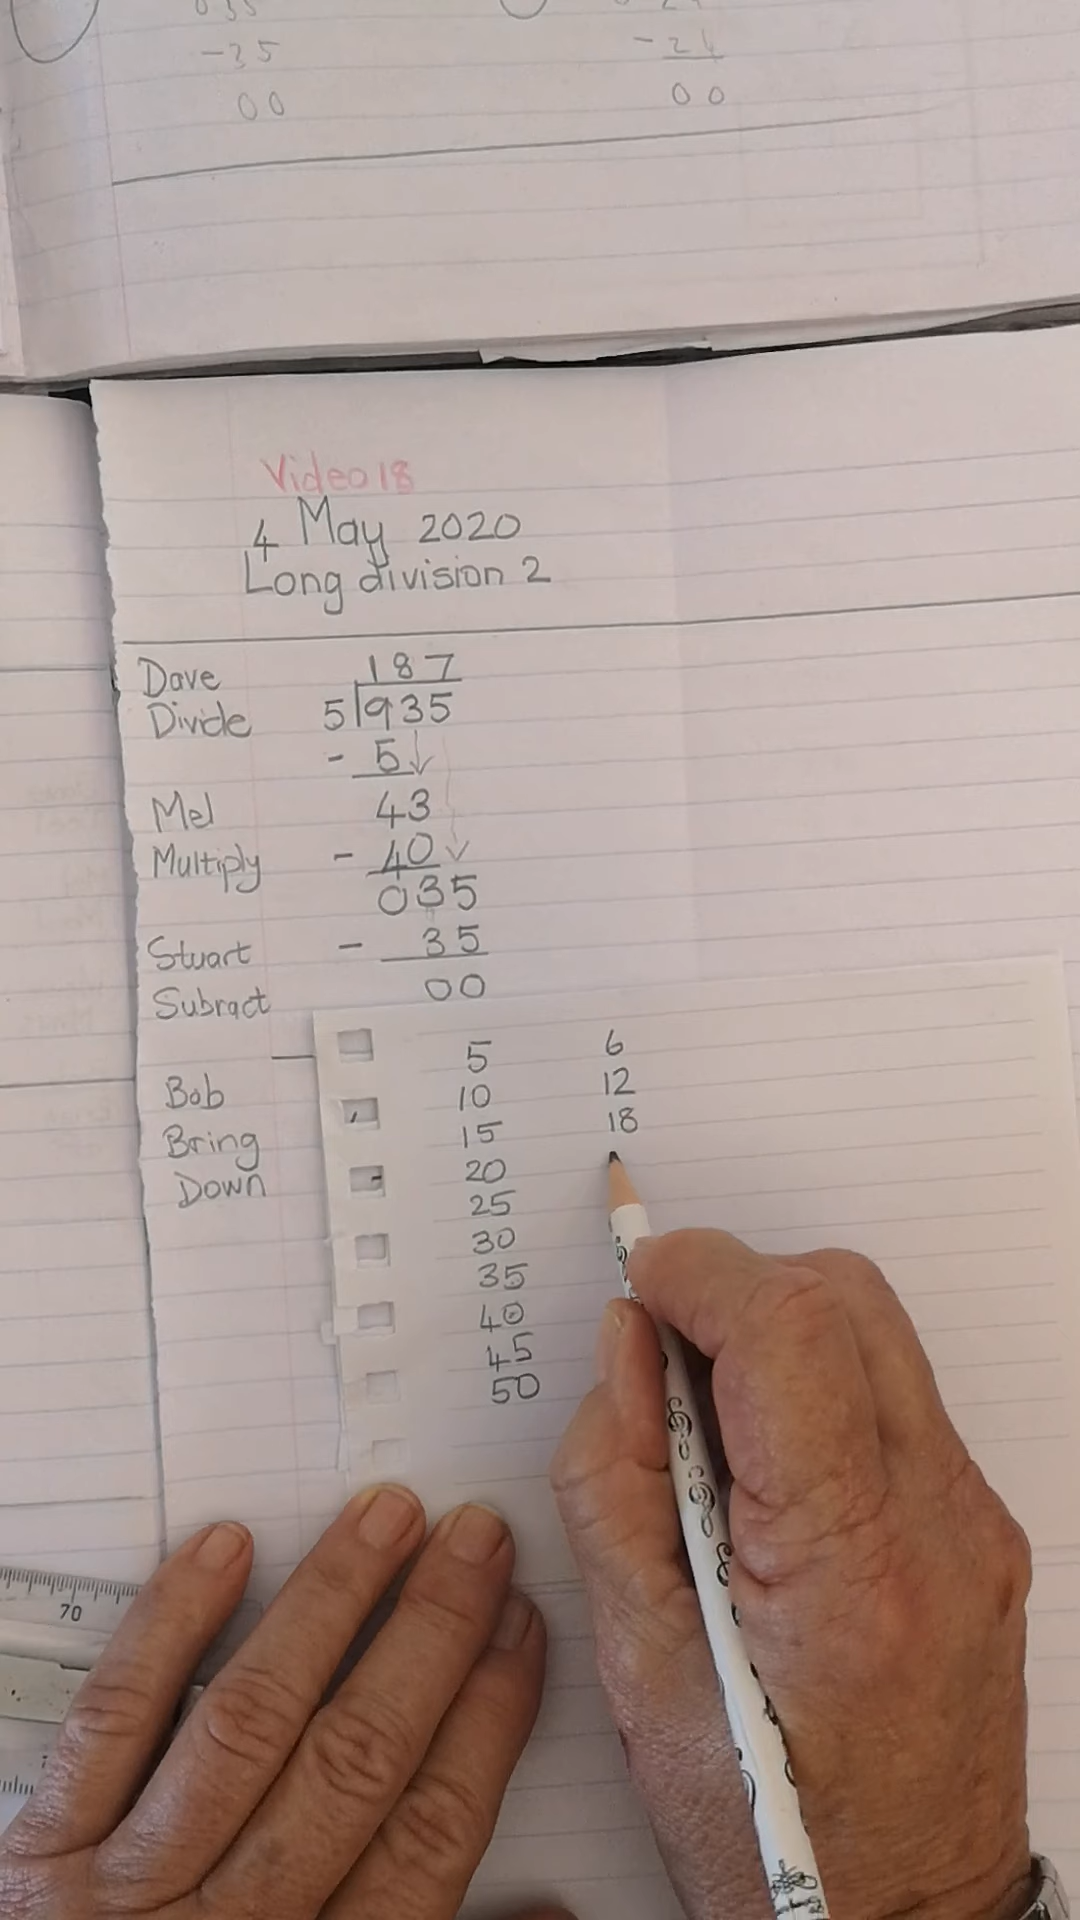 -35
00
-24
00
Video 18
4 May 2020
Long division 2
Dave
Divide
187
5 935
- 5↓
Mel
Multiply
43
- 40↓
035
Stuart
Subract
- 35
00
Bob
Bring
Down
5 6
10 12
15 18
20
25
30
35
40
45
50
70